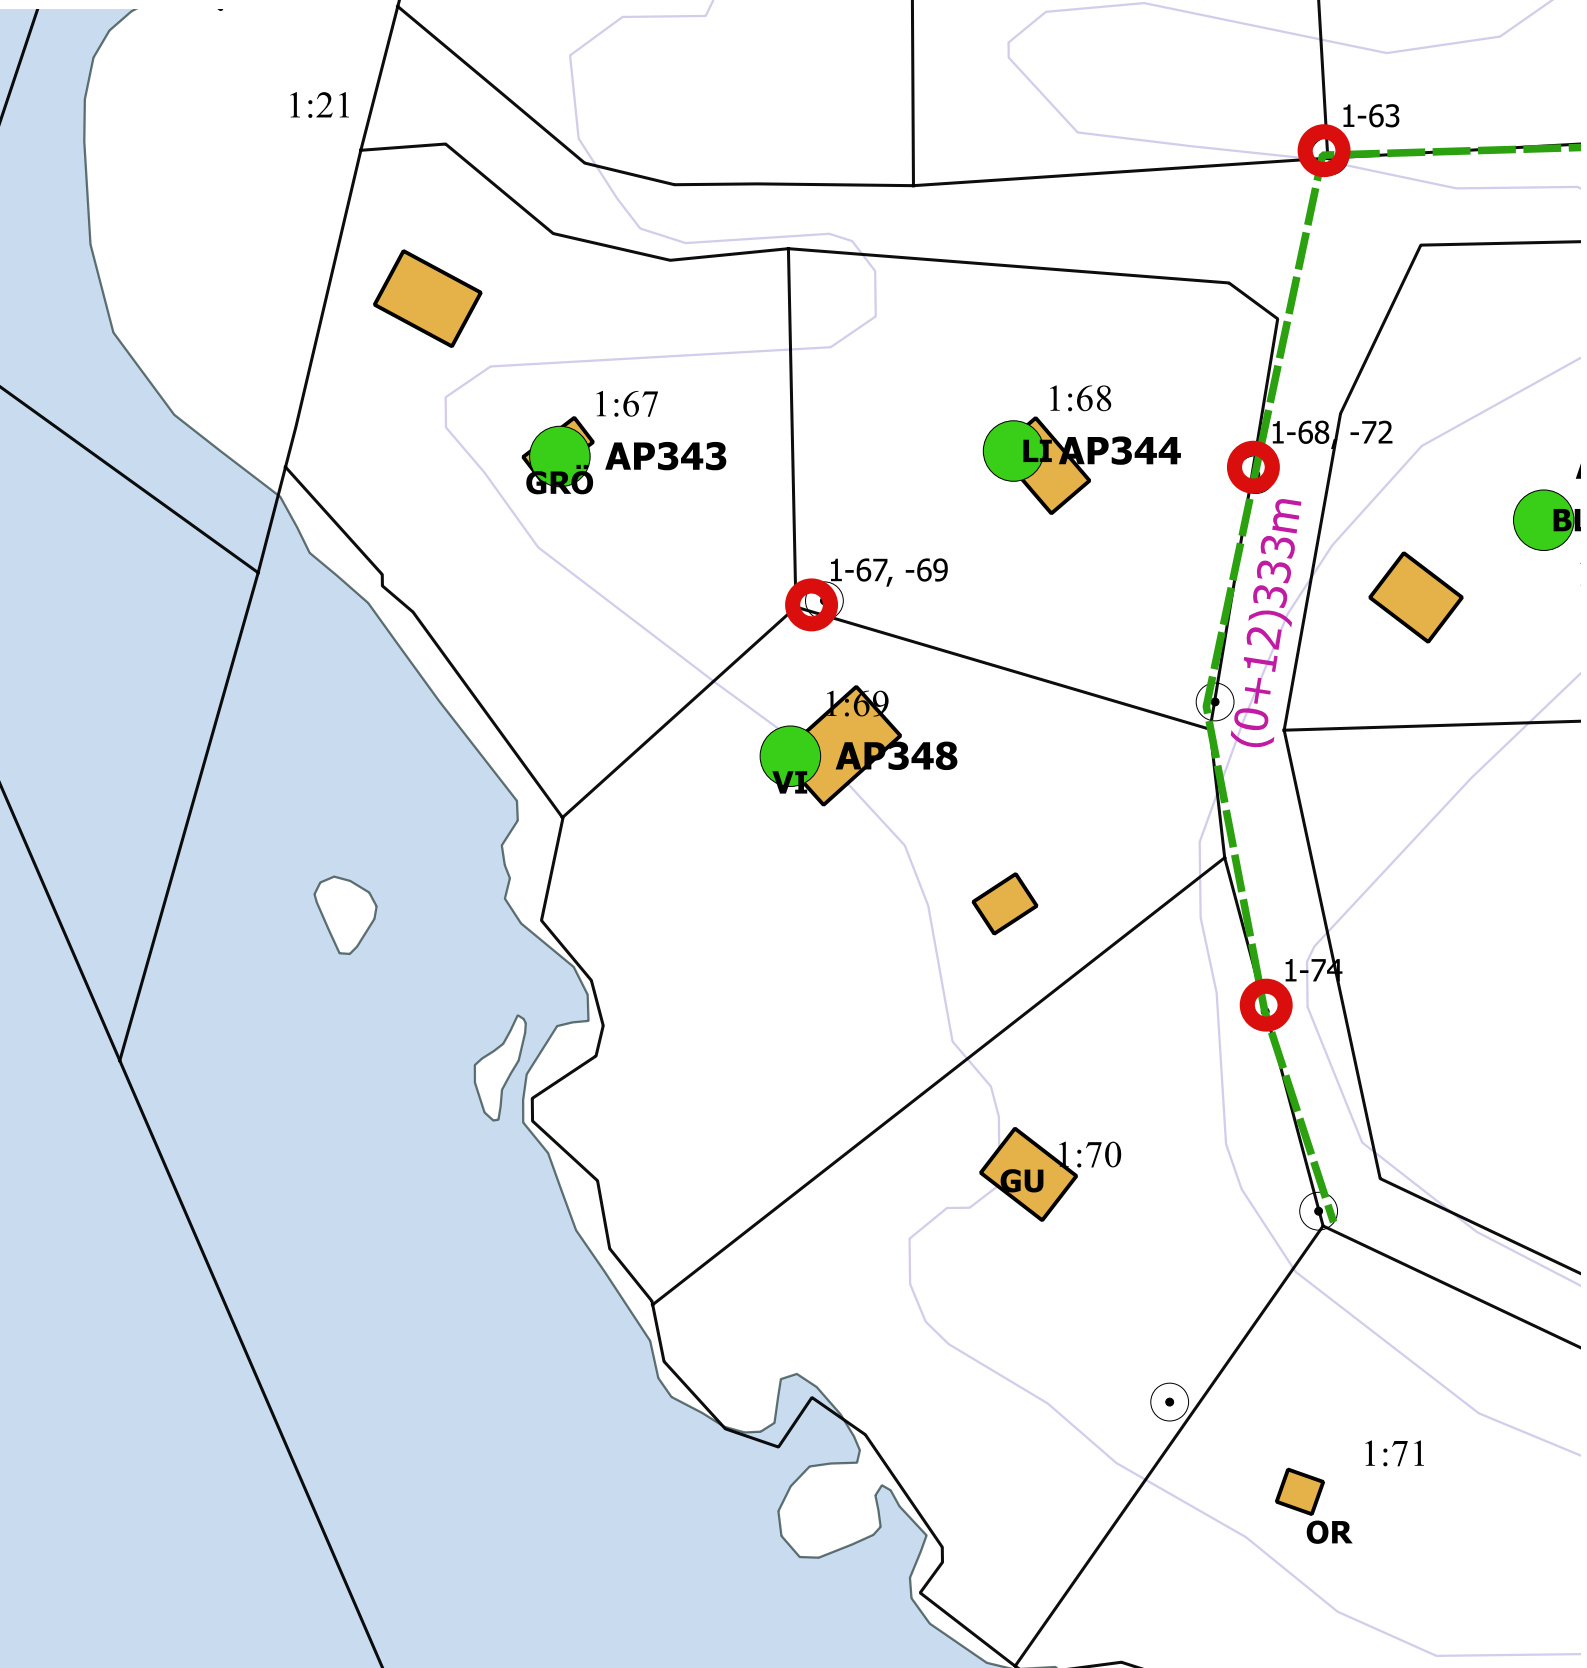 1:21
1-63
1:67
AP343
GRÖ
1:68
LI AP344
1-68, -72
BL
1-67, -69
(0+12)333m
1:69
AP348
VI
1-74
1:70
GU
1:71
OR